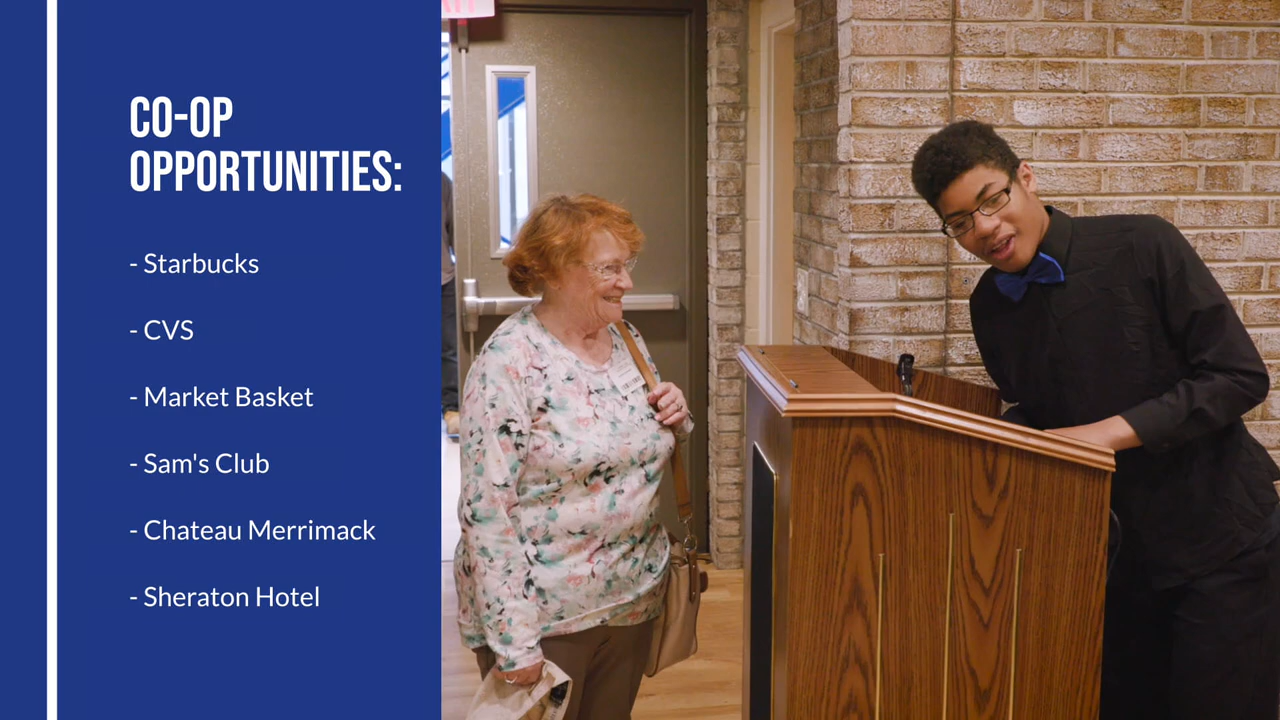 CO-OP
OPPORTUNITIES:
- Starbucks
- CVS
- Market Basket
- Sam's Club
- Chateau Merrimack
- Sheraton Hotel